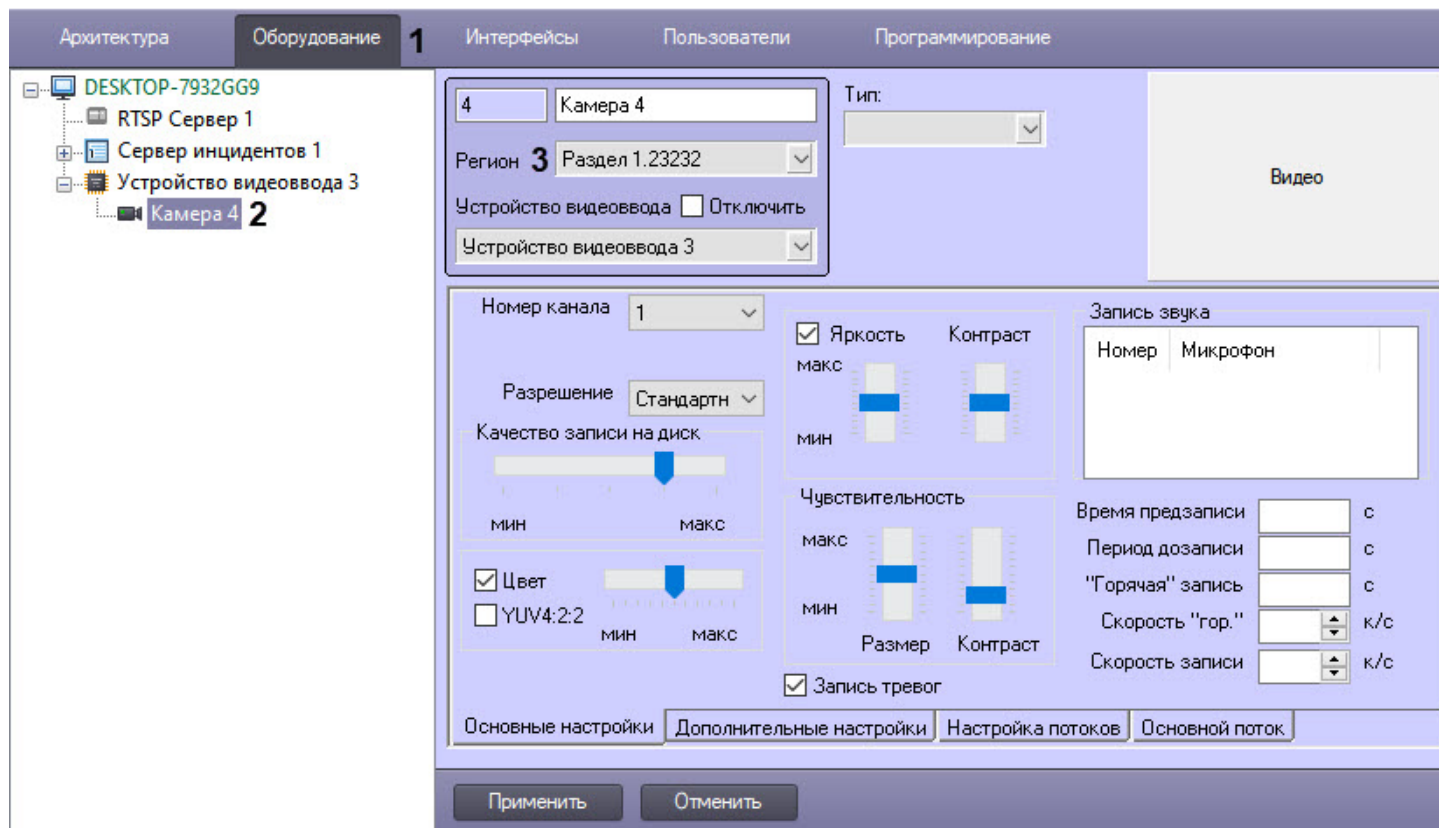 Архитектура Оборудование 1 Интерфейсы Пользователи Программирование
DESKTOP-7932GG9
RTSP Сервер 1
Сервер инцидентов 1
Устройство видеоввода 3
Камера 4 2
4 Камера 4
Регион 3 Раздел 1.23232
Устройство видеоввода Отключить
Устройство видеоввода 3
Тип:
Видео
Номер канала 1
Разрешение Стандартн
Качество записи на диск
мин макс
Цвет
YUV4:2:2
мин макс
Яркость Контраст
макс
мин
Чувствительность
макс
мин
Размер Контраст
Запись тревог
Запись звука
Номер Микрофон
Время предзаписи с
Период дозаписи с
"Горячая" запись с
Скорость "гор." к/с
Скорость записи к/с
Основные настройки Дополнительные настройки Настройка потоков Основной поток
Применить Отменить